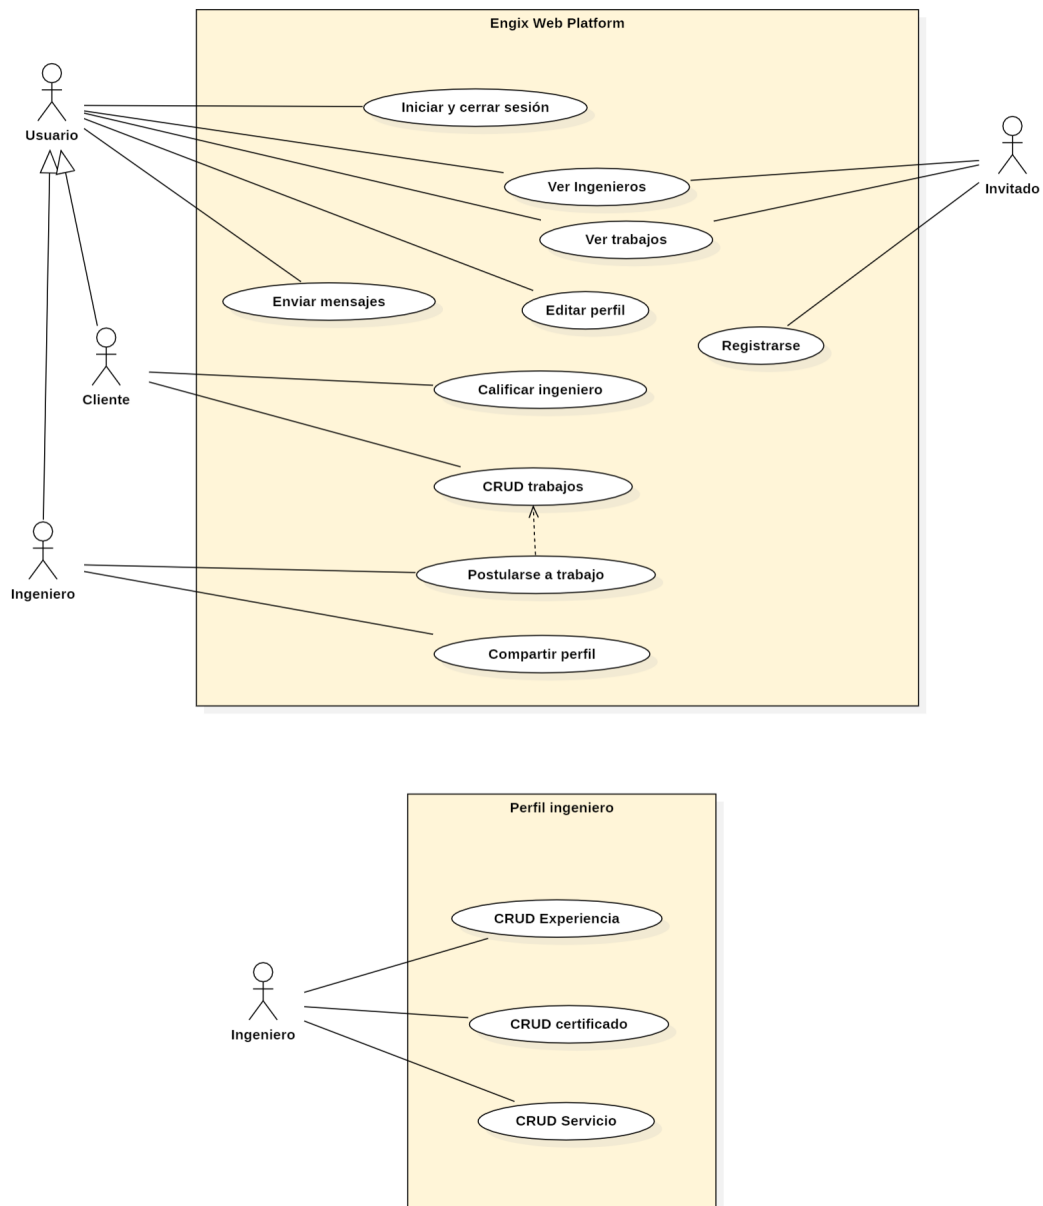 Engix Web Platform
Iniciar y cerrar sesión
Usuario
Ver Ingenieros
Invitado
Ver trabajos
Enviar mensajes
Editar perfil
Registrarse
Calificar ingeniero
Cliente
CRUD trabajos
Postularse a trabajo
Ingeniero
Compartir perfil
Perfil ingeniero
CRUD Experiencia
CRUD certificado
Ingeniero
CRUD Servicio